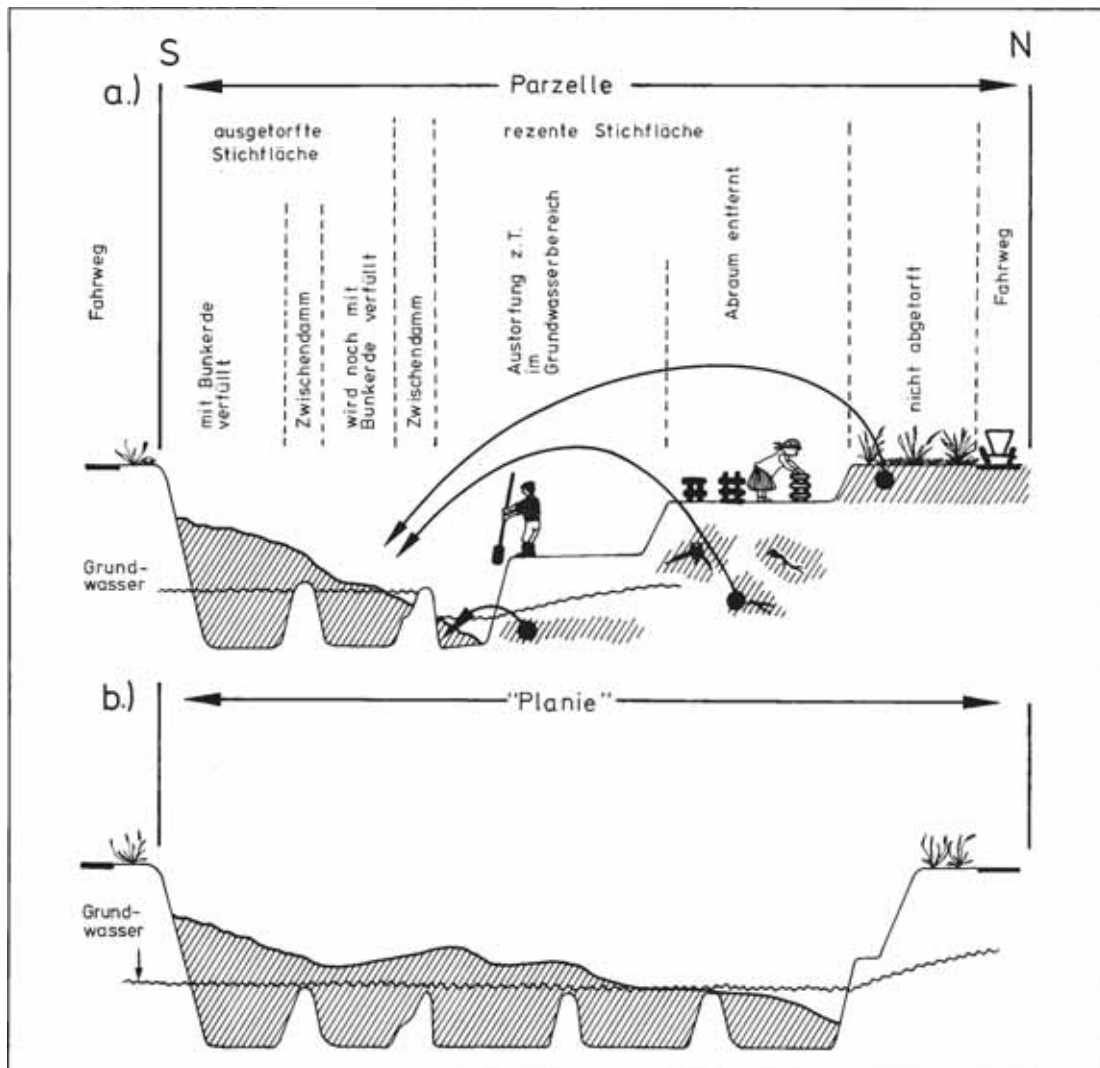 S
N
a.)
Parzelle
ausgetorfte
Stichfläche
rezente Stichfläche
Fahrweg
mit Bunkerde
verfüllt
Zwischendamm
wird noch mit
Bunkerde verfüllt
Zwischendamm
Austorfung z.T.
im
Grundwasserbereich
Abraum entfernt
nicht abgetorft
Fahrweg
Grund-
wasser
b.)
"Planie"
Grund-
wasser